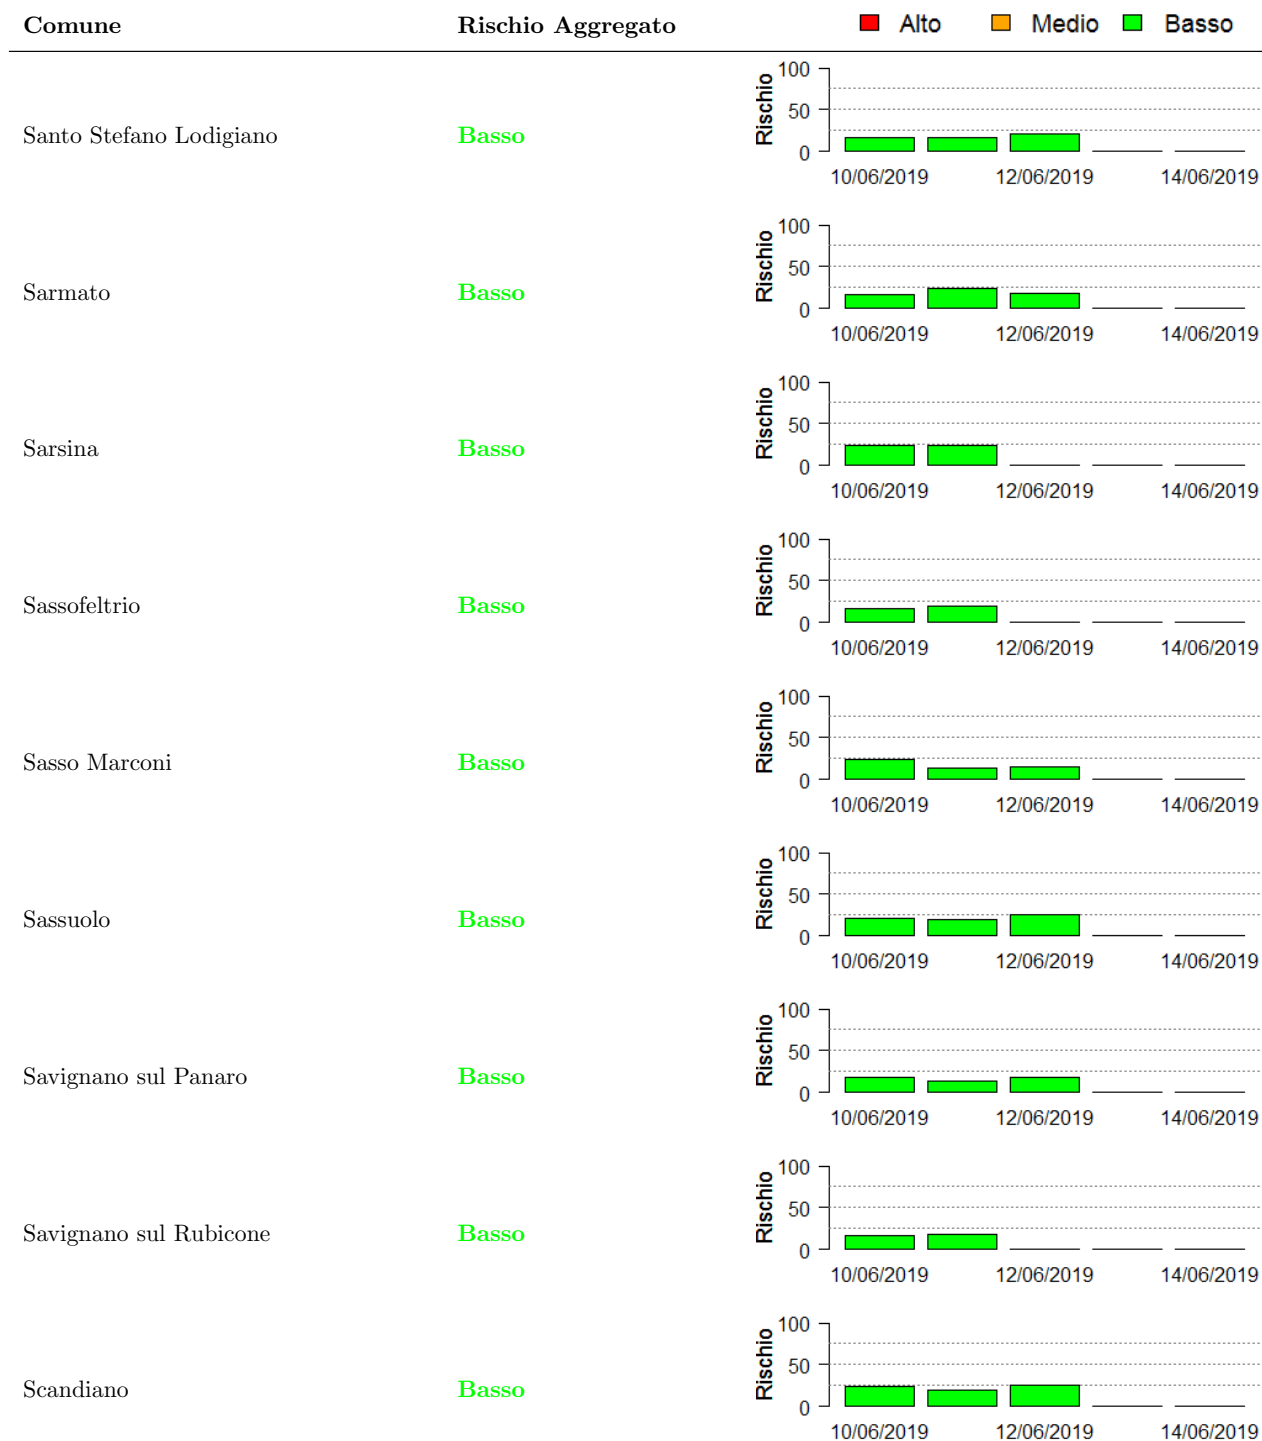 Comune Rischio Aggregato Alto Medio Basso
Santo Stefano Lodigiano Basso Rischio 100 50 0
10/06/2019 12/06/2019 14/06/2019
Sarmato Basso Rischio 100 50 0
10/06/2019 12/06/2019 14/06/2019
Sarsina Basso Rischio 100 50 0
10/06/2019 12/06/2019 14/06/2019
Sassofeltrio Basso Rischio 100 50 0
10/06/2019 12/06/2019 14/06/2019
Sasso Marconi Basso Rischio 100 50 0
10/06/2019 12/06/2019 14/06/2019
Sassuolo Basso Rischio 100 50 0
10/06/2019 12/06/2019 14/06/2019
Savignano sul Panaro Basso Rischio 100 50 0
10/06/2019 12/06/2019 14/06/2019
Savignano sul Rubicone Basso Rischio 100 50 0
10/06/2019 12/06/2019 14/06/2019
Scandiano Basso Rischio 100 50 0
10/06/2019 12/06/2019 14/06/2019